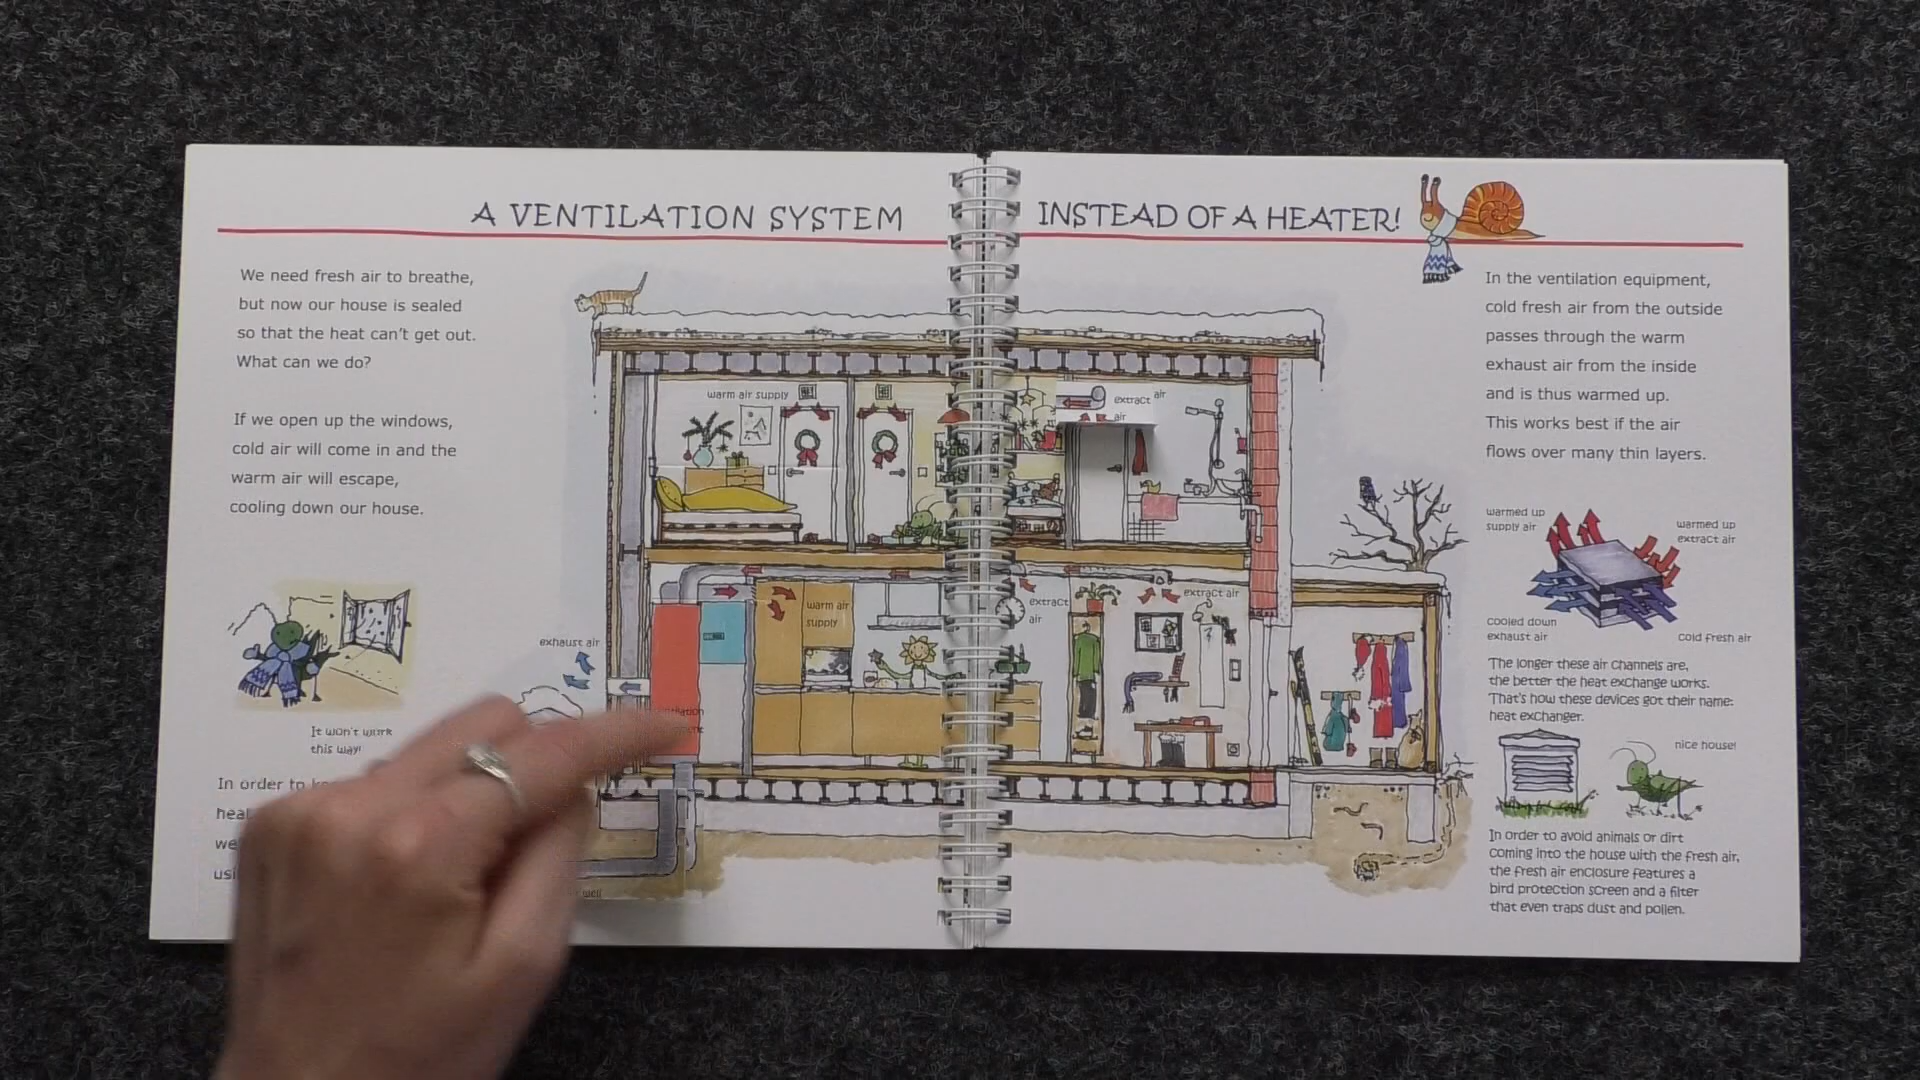 A VENTILATION SYSTEM
INSTEAD OF A HEATER!
We need fresh air to breathe,
but now our house is sealed
so that the heat can't get out.
What can we do?
If we open up the windows,
cold air will come in and the
warm air will escape,
cooling down our house.
It won't work
this way!
In order to
warm air supply
extract air
air
exhaust air
warm air
supply
extract
air
extract air
well
In the ventilation equipment,
cold fresh air from the outside
passes through the warm
exhaust air from the inside
and is thus warmed up.
This works best if the air
flows over many thin layers.
warmed up
supply air
warmed up
extract air
cooled down
exhaust air
cold fresh air
The longer these air channels are,
the better the heat exchange works.
That's how these devices got their name:
heat exchanger.
nice house!
In order to avoid animals or dirt
coming into the house with the fresh air,
the fresh air enclosure features a
bird protection screen and a filter
that even traps dust and pollen.